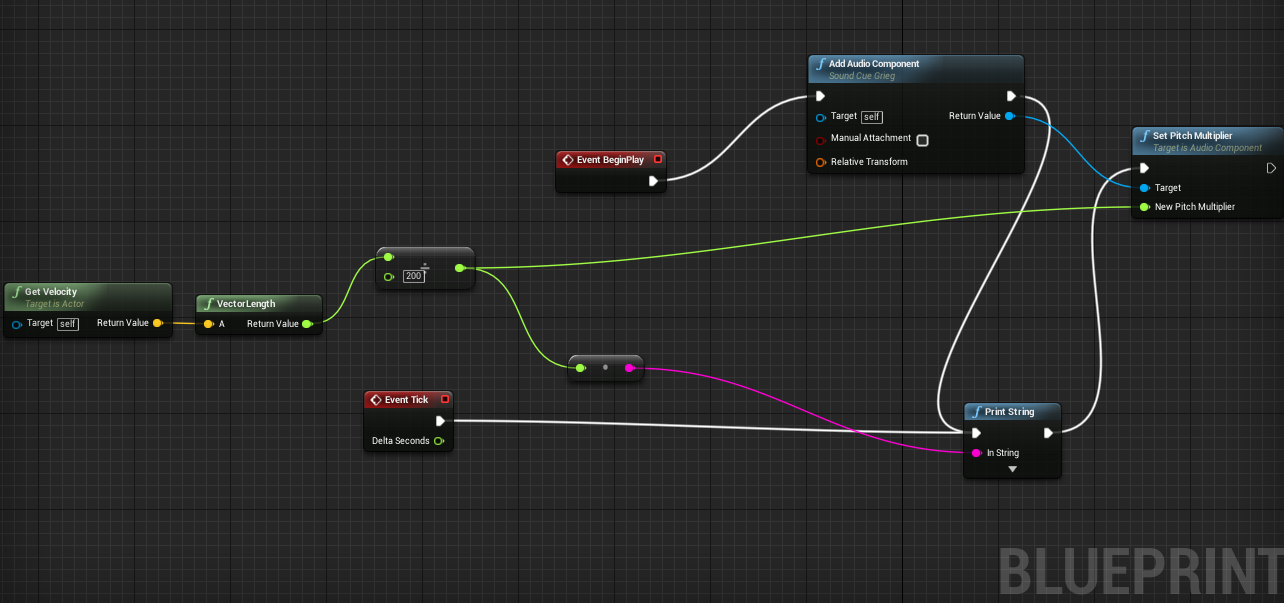 Add Audio Component
Sound Cue Grieg
Target self
Return Value
Manual Attachment
Relative Transform
Set Pitch Multiplier
Target is Audio Component
Target
New Pitch Multiplier
Event BeginPlay
÷
200
Get Velocity
Target is Actor
Target self
Return Value
VectorLength
A
Return Value
Event Tick
Delta Seconds
Print String
In String
BLUEPRINT